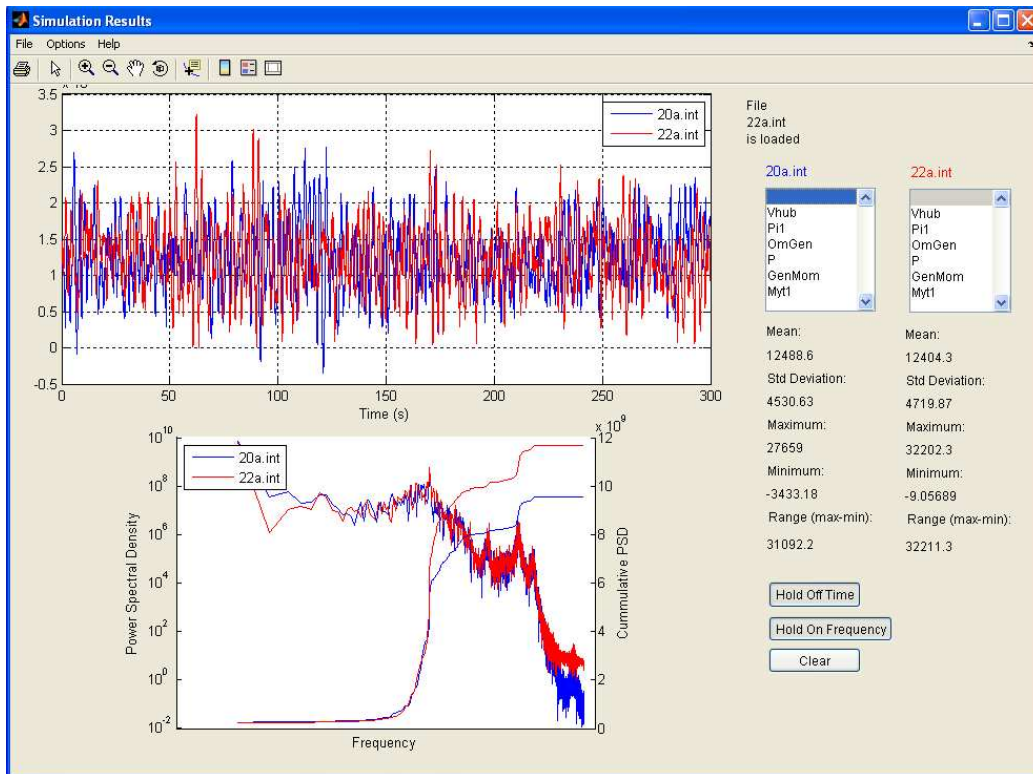 Simulation Results
File Options Help
3.5
3
2.5
2
1.5
1
0.5
0
-0.5
0 50 100 150 200 250 300
Time (s)
20a.int
22a.int
File
22a.int
is loaded
20a.int
Vhub
Pi1
OmGen
P
GenMom
Myt1
22a.int
Vhub
Pi1
OmGen
P
GenMom
Myt1
Mean:
12488.6
Std Deviation:
4530.63
Maximum:
27659
Minimum:
-3433.18
Range (max-min):
31092.2
Mean:
12404.3
Std Deviation:
4719.87
Maximum:
32202.3
Minimum:
-9.05689
Range (max-min):
32211.3
Hold Off Time
Hold On Frequency
Clear
Power Spectral Density
10^10
10^8
10^6
10^4
10^2
10^0
10^-2
20a.int
22a.int
Frequency
x 10^9
12
10
8
6
4
2
0
Cummulative PSD